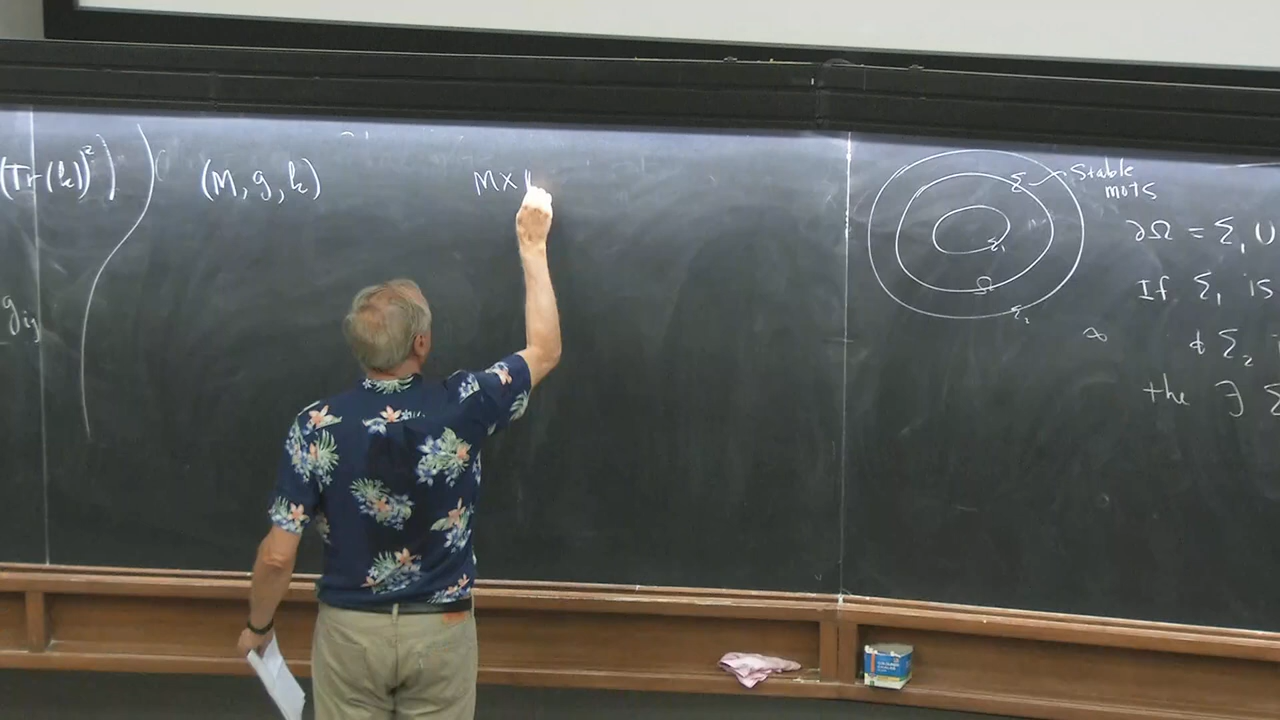 (Tr(k)²)
(M, g, k)
M×
g_ij
Σ
Stable
MOTS
Σ₁
Ω
Σ₂
∂Ω = Σ₁ ∪
If Σ₁ is
∞
& Σ₂
the ∃ Σ